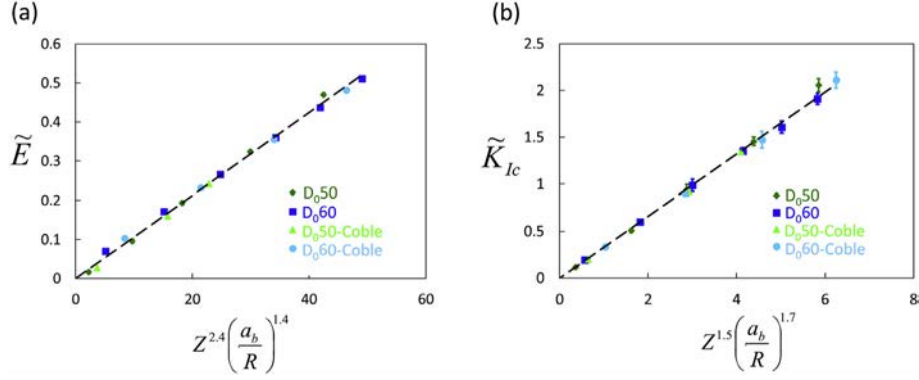 (a)
0.6
0.5
0.4
0.3
0.2
0.1
0
Ẽ
D₀50
D₀60
D₀50-Coble
D₀60-Coble
0 20 40 60
Z^2.4 (a_b/R)^1.4
(b)
2.5
2
1.5
1
0.5
0
K̃_Ic
D₀50
D₀60
D₀50-Coble
D₀60-Coble
0 2 4 6 8
Z^1.5 (a_b/R)^1.7